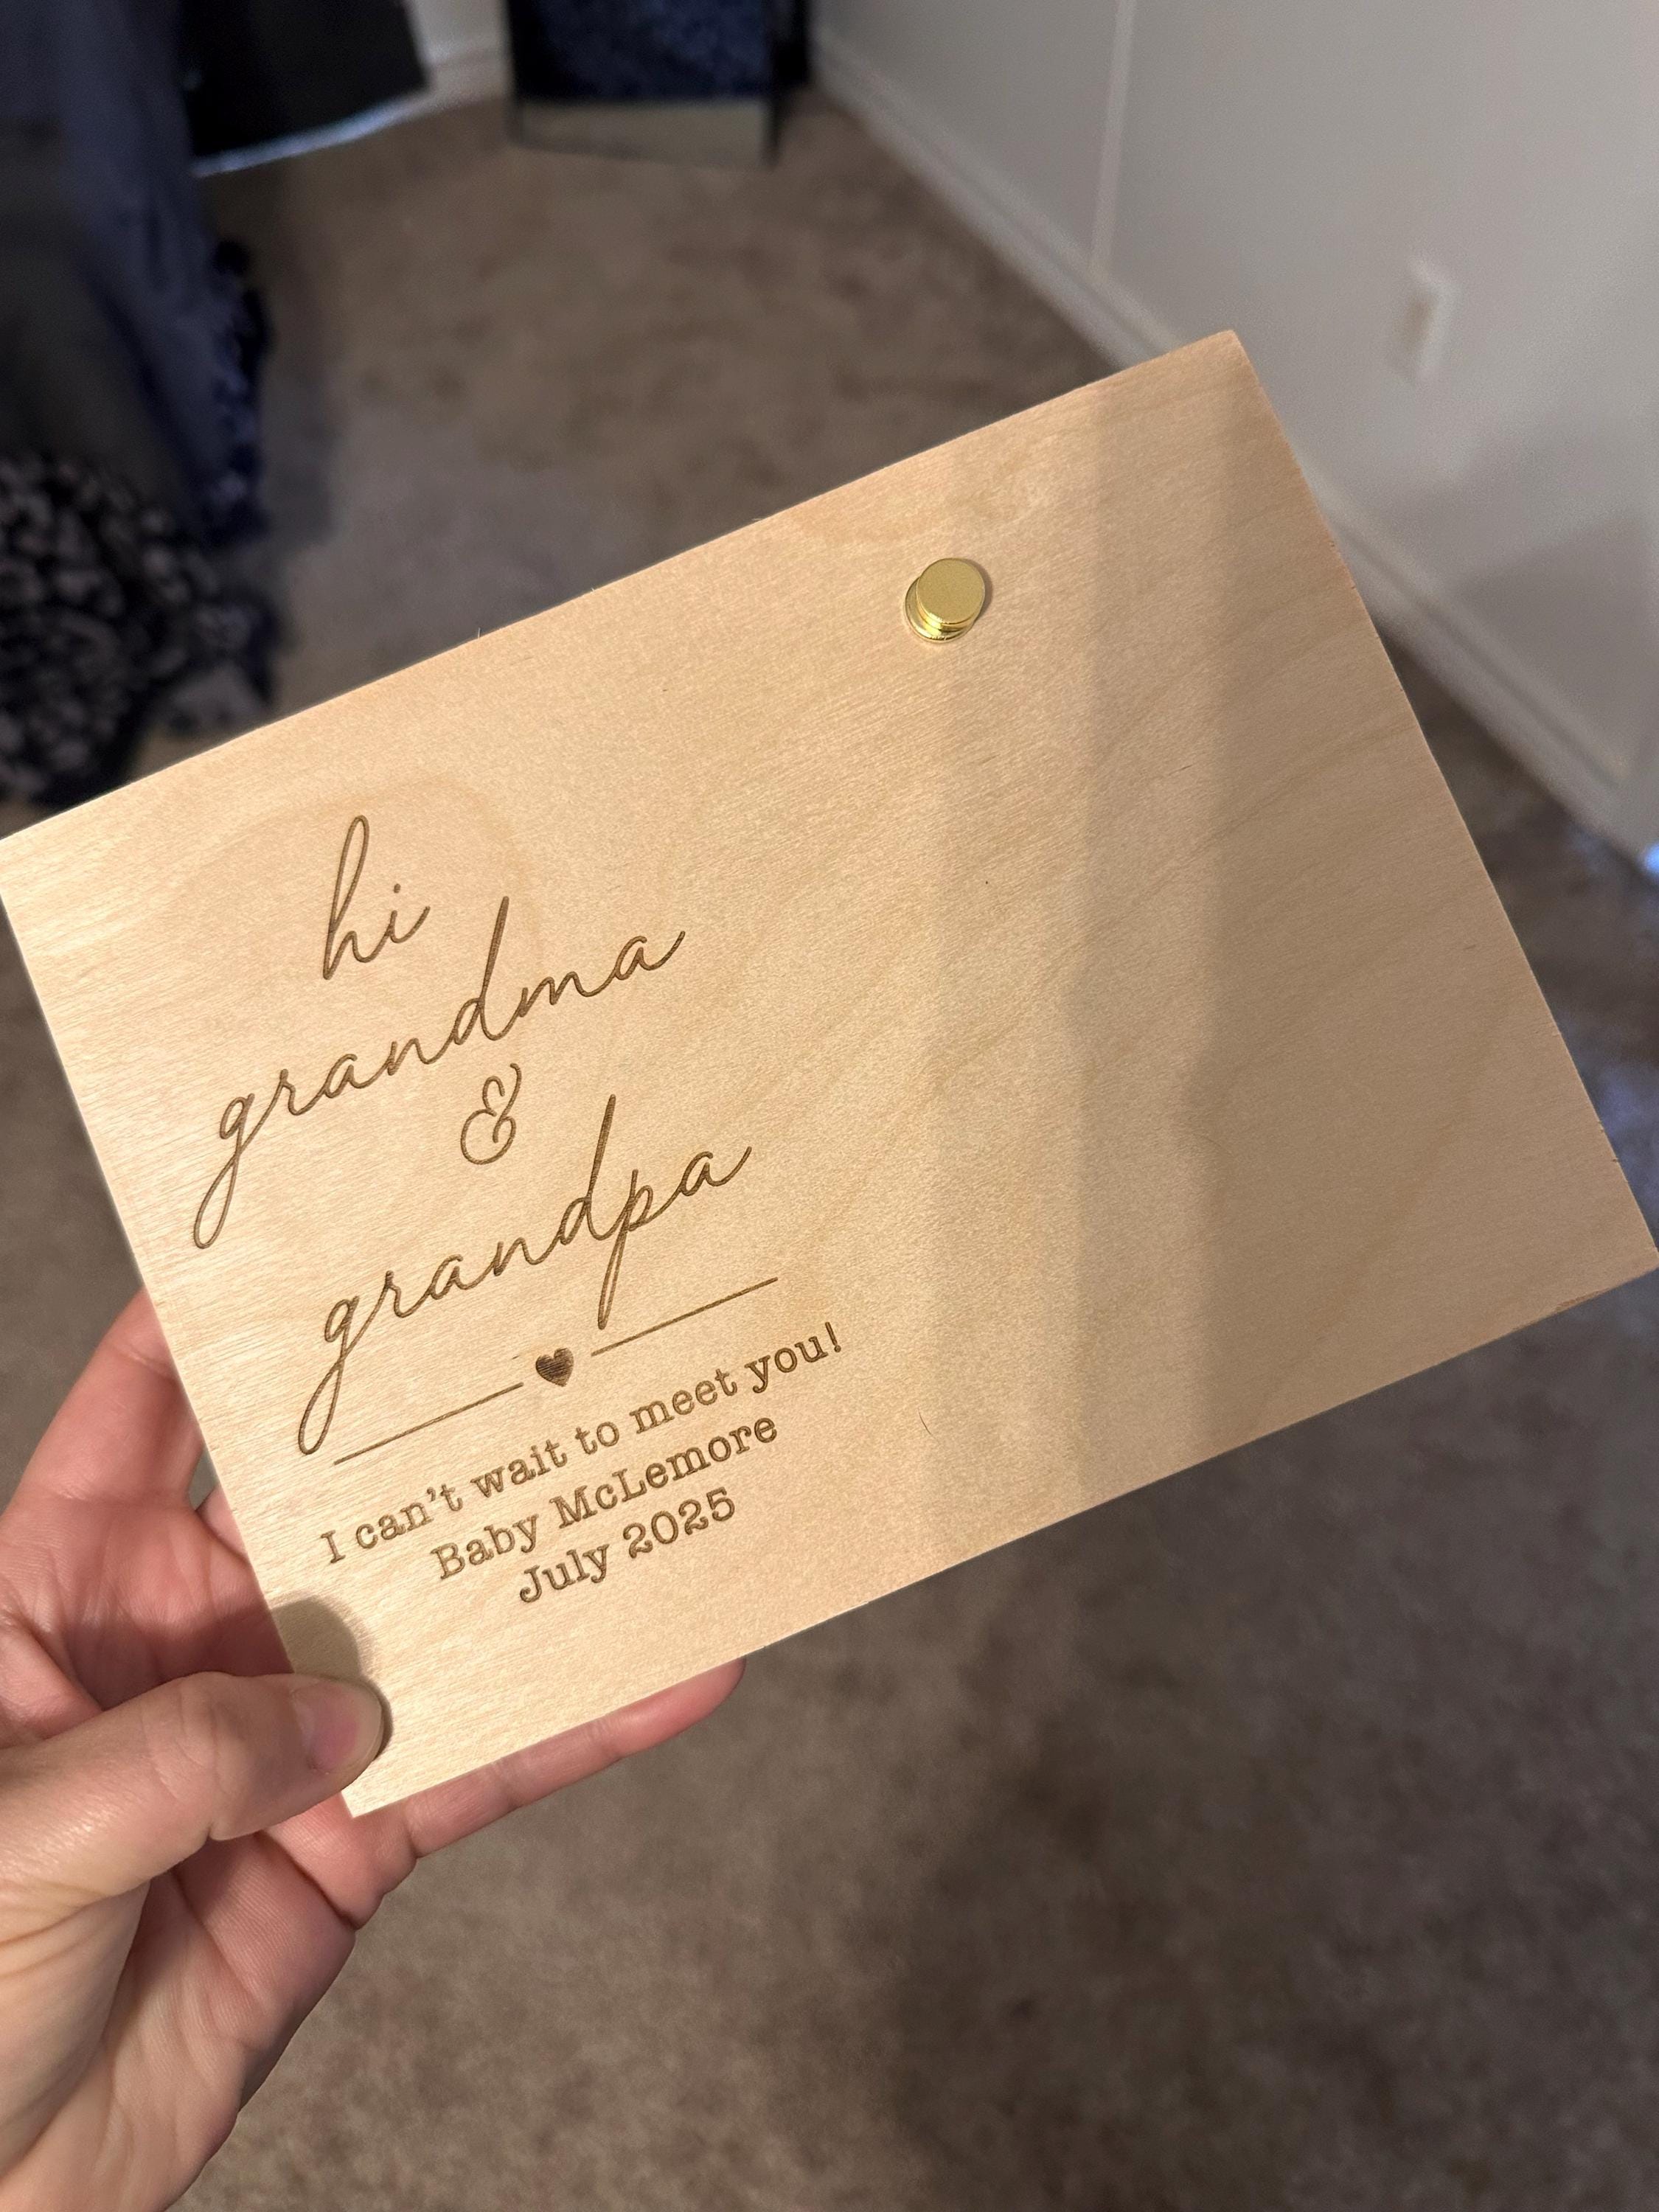 hi
grandma
&
grandpa
I can't wait to meet you!
Baby McLemore
July 2025